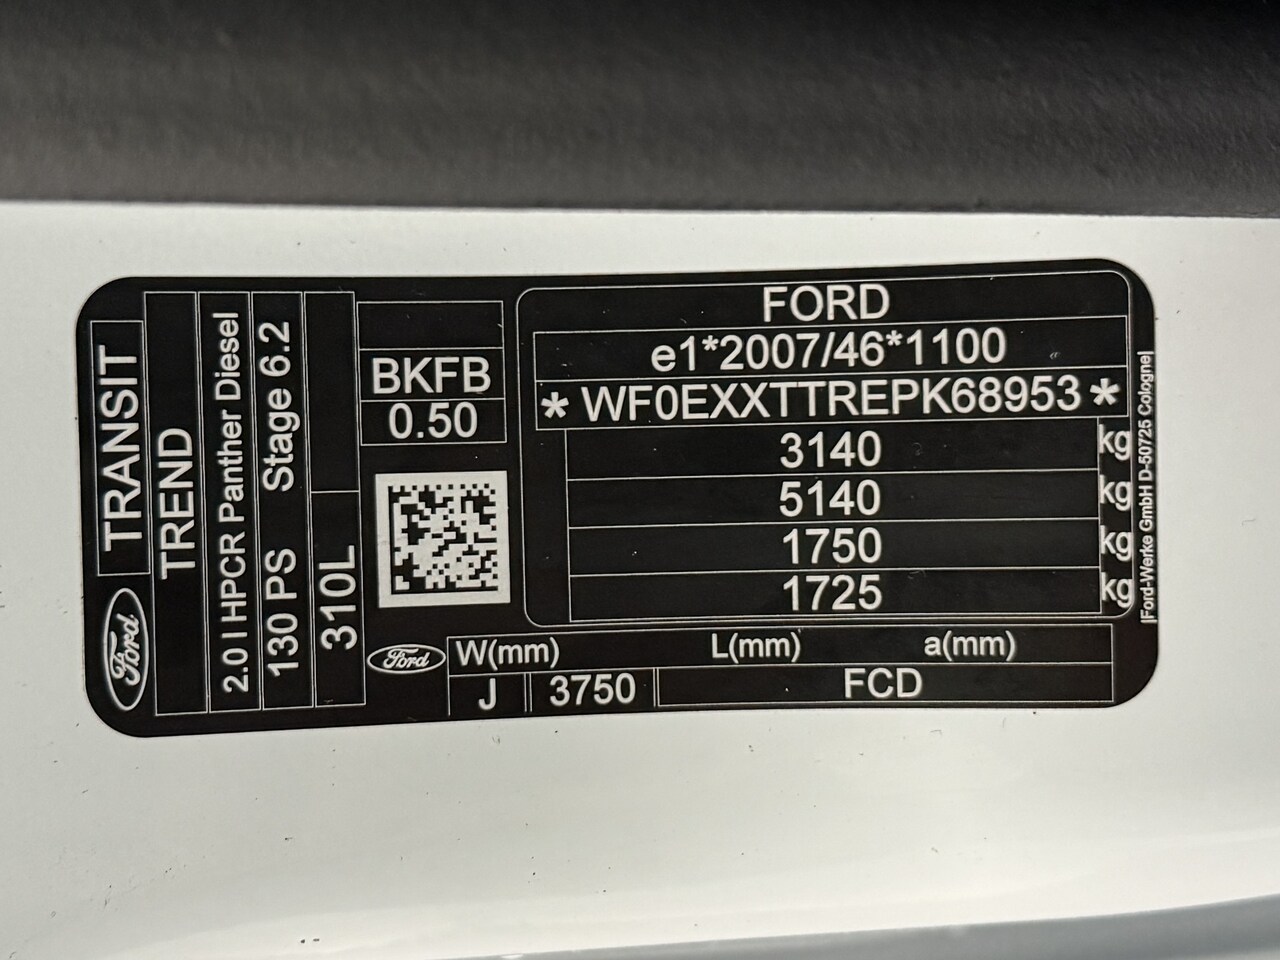 FORD
e1*2007/46*1100
* WF0EXXTTREPK68953 *
3140 kg
5140 kg
1750 kg
1725 kg
BKFB
0.50
Ford
W(mm) L(mm) a(mm)
J 3750 FCD
Ford TRANSIT
TREND
2.0 l HPCR Panther Diesel
130 PS Stage 6.2
310L
|Ford-Werke GmbH D-50725 Cologne|